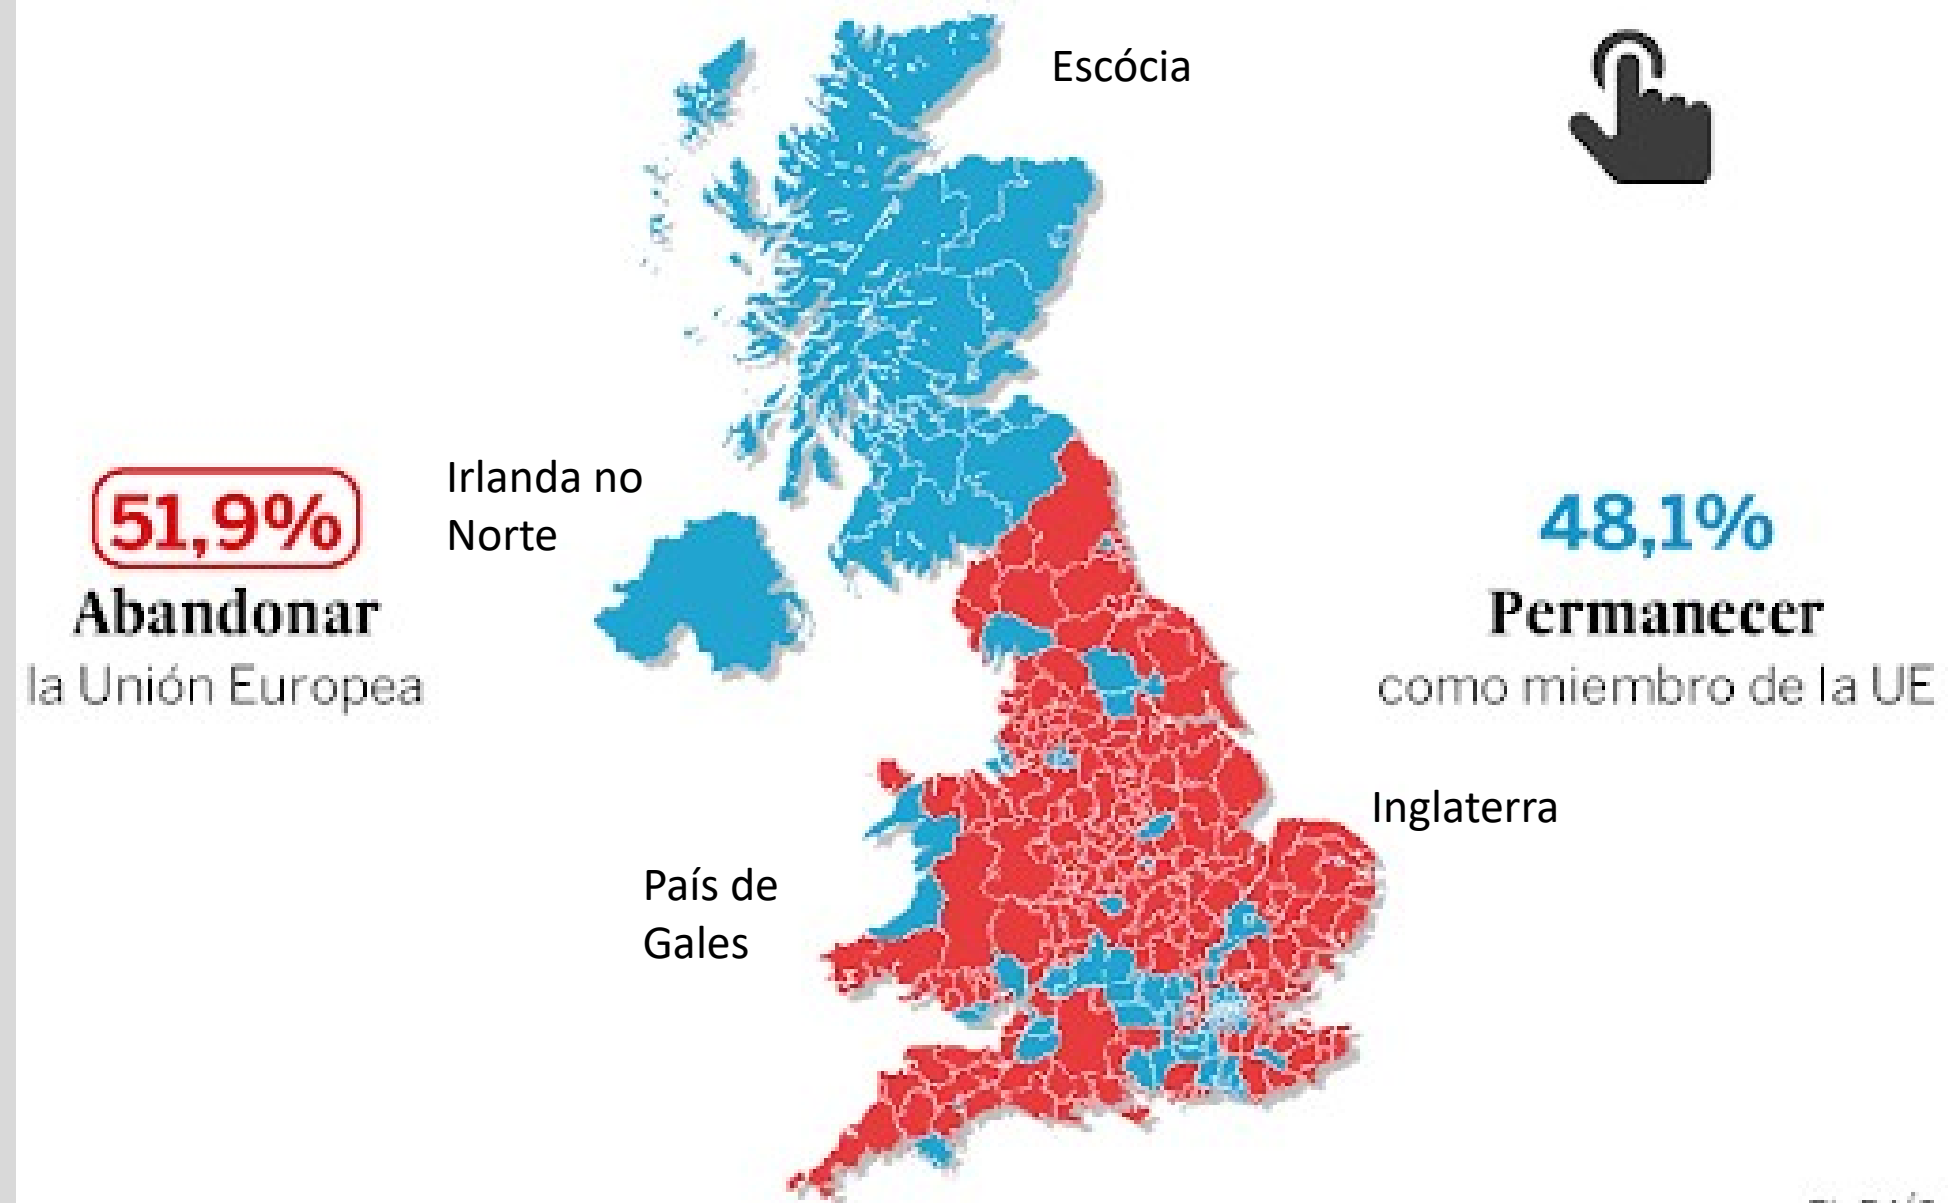 Escócia
Irlanda no
Norte
51,9%
Abandonar
la Unión Europea
48,1%
Permanecer
como miembro de la UE
Inglaterra
País de
Gales